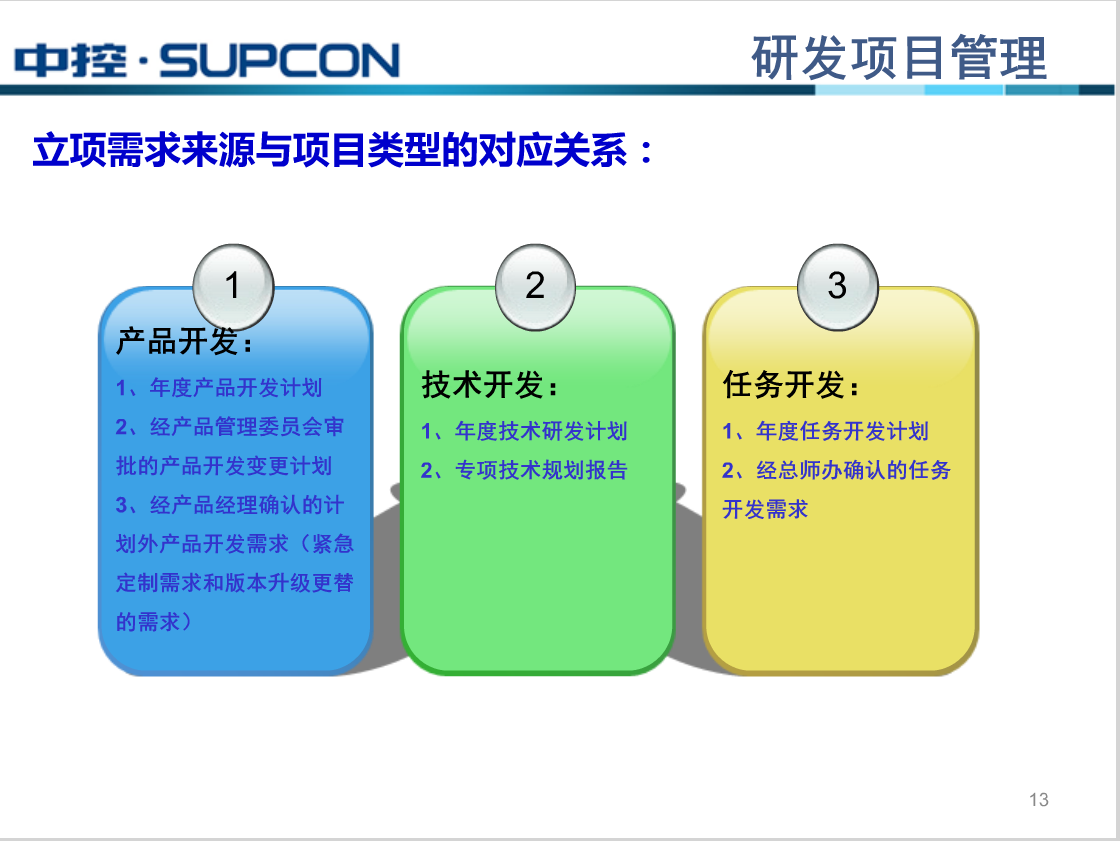 中控·SUPCON
研发项目管理
立项需求来源与项目类型的对应关系：
1
产品开发：
1、年度产品开发计划
2、经产品管理委员会审
批的产品开发变更计划
3、经产品经理确认的计
划外产品开发需求（紧急
定制需求和版本升级更替
的需求）
2
技术开发：
1、年度技术研发计划
2、专项技术规划报告
3
任务开发：
1、年度任务开发计划
2、经总师办确认的任务
开发需求
13